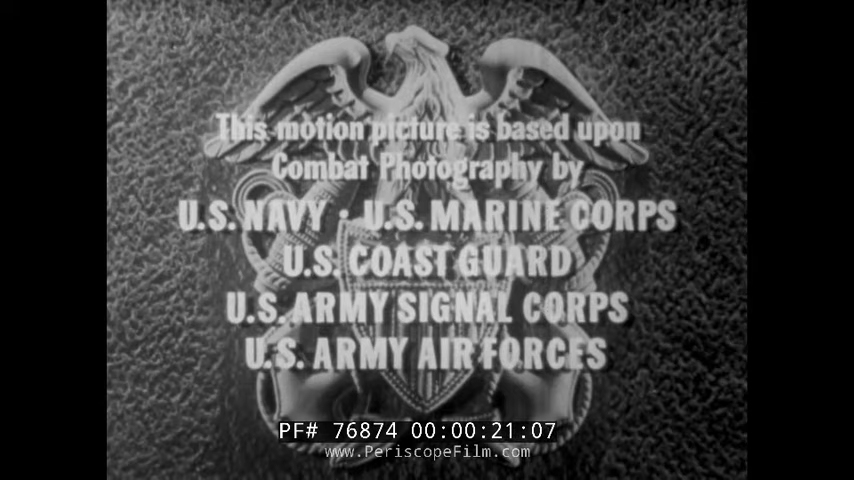 This motion picture is based upon
Combat Photography by
U.S. NAVY · U.S. MARINE CORPS
U.S. COAST GUARD
U.S. ARMY SIGNAL CORPS
U.S. ARMY AIR FORCES
PF# 76874 00:00:21:07
www.PeriscopeFilm.com